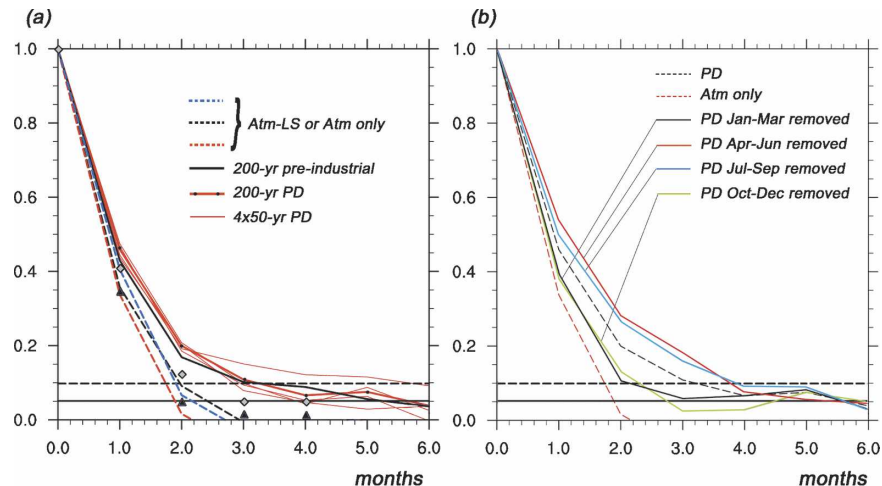 (a)
(b)
1.0
0.8
0.6
0.4
0.2
0.0
0.0 1.0 2.0 3.0 4.0 5.0 6.0
months
Atm-LS or Atm only
200-yr pre-industrial
200-yr PD
4x50-yr PD
1.0
0.8
0.6
0.4
0.2
0.0
0.0 1.0 2.0 3.0 4.0 5.0 6.0
months
PD
Atm only
PD Jan-Mar removed
PD Apr-Jun removed
PD Jul-Sep removed
PD Oct-Dec removed